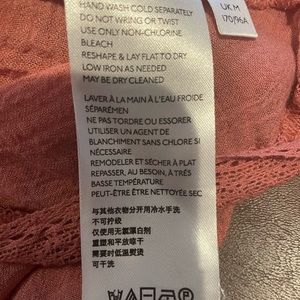 HAND WASH COLD SEPARATELY
DO NOT WRING OR TWIST
USE ONLY NON-CHLORINE
BLEACH
RESHAPE & LAY FLAT TO DRY
LOW IRON AS NEEDED
MAY BE DRY CLEANED
LAVER À LA MAIN À L'EAU FROIDE
SÉPARÉMEN
NE PAS TORDRE OU ESSORER
UTILISER UN AGENT DE
BLANCHIMENT SANS CHLORE SI
NÉCESSAIRE
REMODELER ET SÉCHER À PLAT
REPASSER, AU BESOIN, À TRÈS
BASSE TEMPÉRATURE
PEUT-ÊTRE ÊTRE NETTOYÉE SEC
与其他衣物分开用冷水手洗
不可拧绞
仅使用无氯漂白剂
重塑和平放晾干
需要时低温熨烫
可干洗
UK M
170/96A